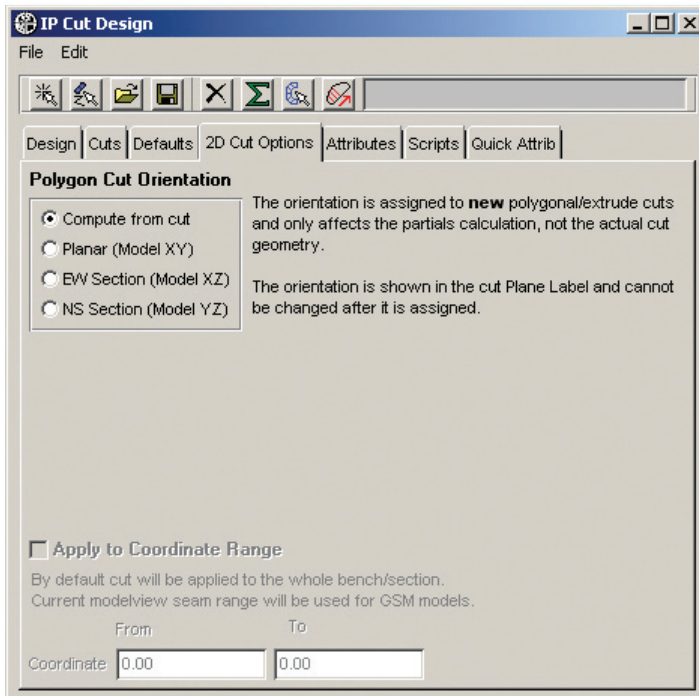 IP Cut Design
File Edit
Design Cuts Defaults 2D Cut Options Attributes Scripts Quick Attrib
Polygon Cut Orientation
Compute from cut
Planar (Model XY)
EW Section (Model XZ)
NS Section (Model YZ)
The orientation is assigned to new polygonal/extrude cuts
and only affects the partials calculation, not the actual cut
geometry.
The orientation is shown in the cut Plane Label and cannot
be changed after it is assigned.
Apply to Coordinate Range
By default cut will be applied to the whole bench/section.
Current modelview seam range will be used for GSM models.
From To
Coordinate 0.00 0.00